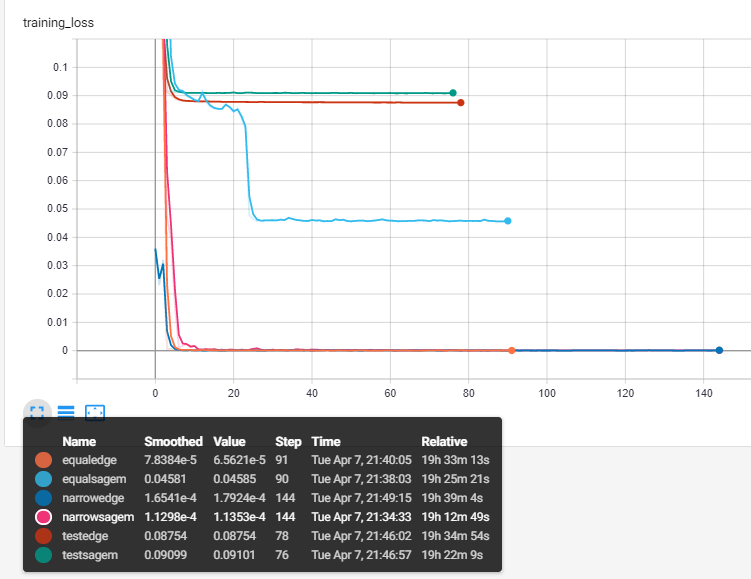 training_loss
0.1
0.09
0.08
0.07
0.06
0.05
0.04
0.03
0.02
0.01
0
0 20 40 60 80 100 120 140
Name Smoothed Value Step Time Relative
equaledge 7.8384e-5 6.5621e-5 91 Tue Apr 7, 21:40:05 19h 33m 13s
equalsagem 0.04581 0.04585 90 Tue Apr 7, 21:38:03 19h 25m 21s
narrowedge 1.6541e-4 1.7924e-4 144 Tue Apr 7, 21:49:15 19h 39m 4s
narrowsagem 1.1298e-4 1.1353e-4 144 Tue Apr 7, 21:34:33 19h 12m 49s
testedge 0.08754 0.08754 78 Tue Apr 7, 21:46:02 19h 34m 54s
testsagem 0.09099 0.09101 76 Tue Apr 7, 21:46:57 19h 22m 9s